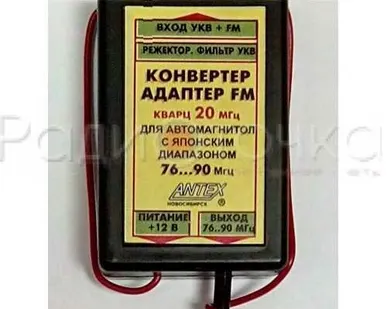 ВХОД УКВ + FM
РЕЖЕКТОР. ФИЛЬТР УКВ
КОНВЕРТЕР
АДАПТЕР FM
КВАРЦ 20 МГц
ДЛЯ АВТОМАГНИТОЛ
С ЯПОНСКИМ
ДИАПАЗОНОМ
76...90 Мгц
ANTEX ®
НОВОСИБИРСК
ПИТАНИЕ
+12 В
ВЫХОД
76..90 МГц